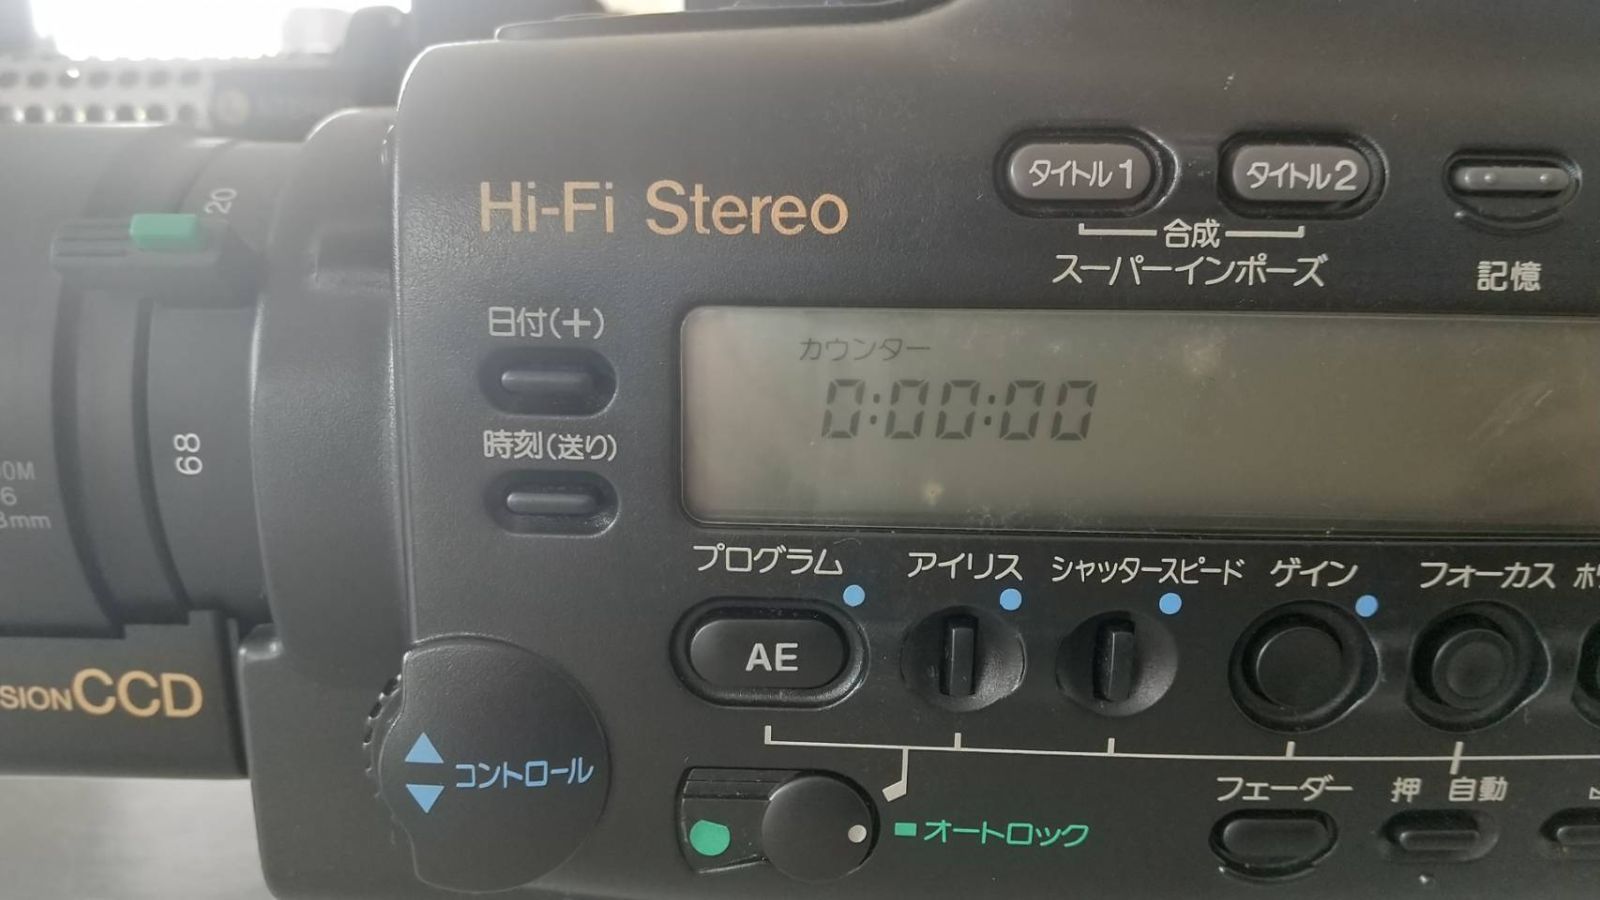 タイトル1 タイトル2
合成
スーパーインポーズ
記憶
Hi-Fi Stereo
20
日付(+)
カウンター
0:00:00
時刻(送り)
68
プログラム アイリス シャッタースピード ゲイン フォーカス
AE
CCD
コントロール
フェーダー 押 自動
オートロック